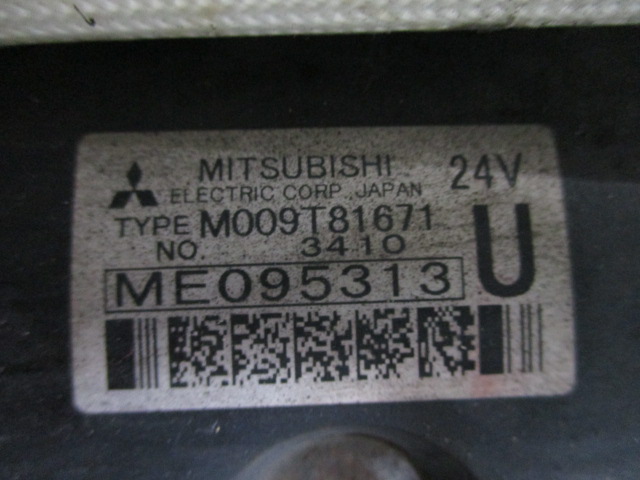 MITSUBISHI 24V
ELECTRIC CORP. JAPAN
TYPE M009T81671
NO. 3410 U
ME095313